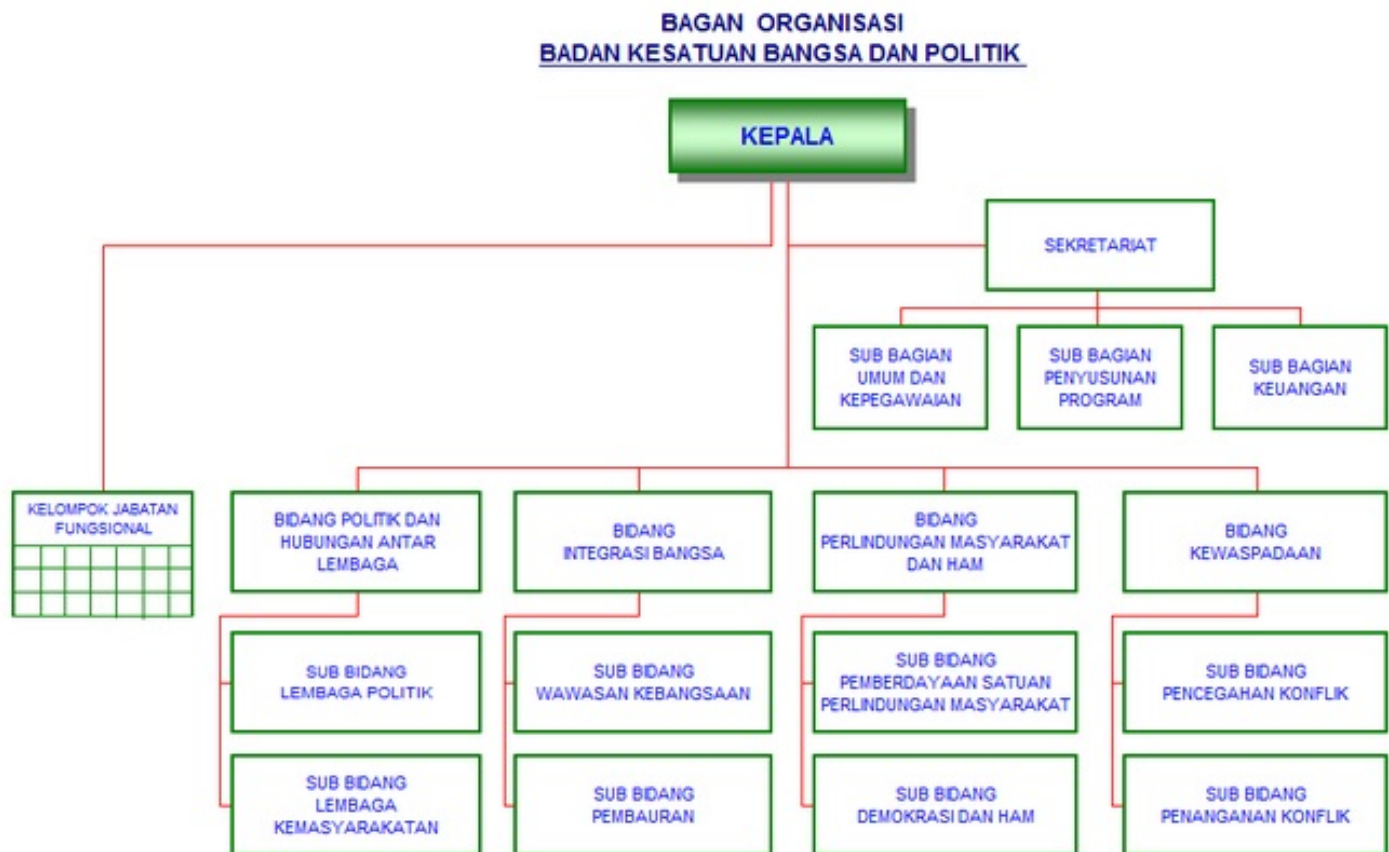 BAGAN ORGANISASI
BADAN KESATUAN BANGSA DAN POLITIK
KEPALA
SEKRETARIAT
SUB BAGIAN
UMUM DAN
KEPEGAWAIAN
SUB BAGIAN
PENYUSUNAN
PROGRAM
SUB BAGIAN
KEUANGAN
KELOMPOK JABATAN
FUNGSIONAL
BIDANG POLITIK DAN
HUBUNGAN ANTAR
LEMBAGA
BIDANG
INTEGRASI BANGSA
BIDANG
PERLINDUNGAN MASYARAKAT
DAN HAM
BIDANG
KEWASPADAAN
SUB BIDANG
LEMBAGA POLITIK
SUB BIDANG
WAWASAN KEBANGSAAN
SUB BIDANG
PEMBERDAYAAN SATUAN
PERLINDUNGAN MASYARAKAT
SUB BIDANG
PENCEGAHAN KONFLIK
SUB BIDANG
LEMBAGA
KEMASYARAKATAN
SUB BIDANG
PEMBAURAN
SUB BIDANG
DEMOKRASI DAN HAM
SUB BIDANG
PENANGANAN KONFLIK